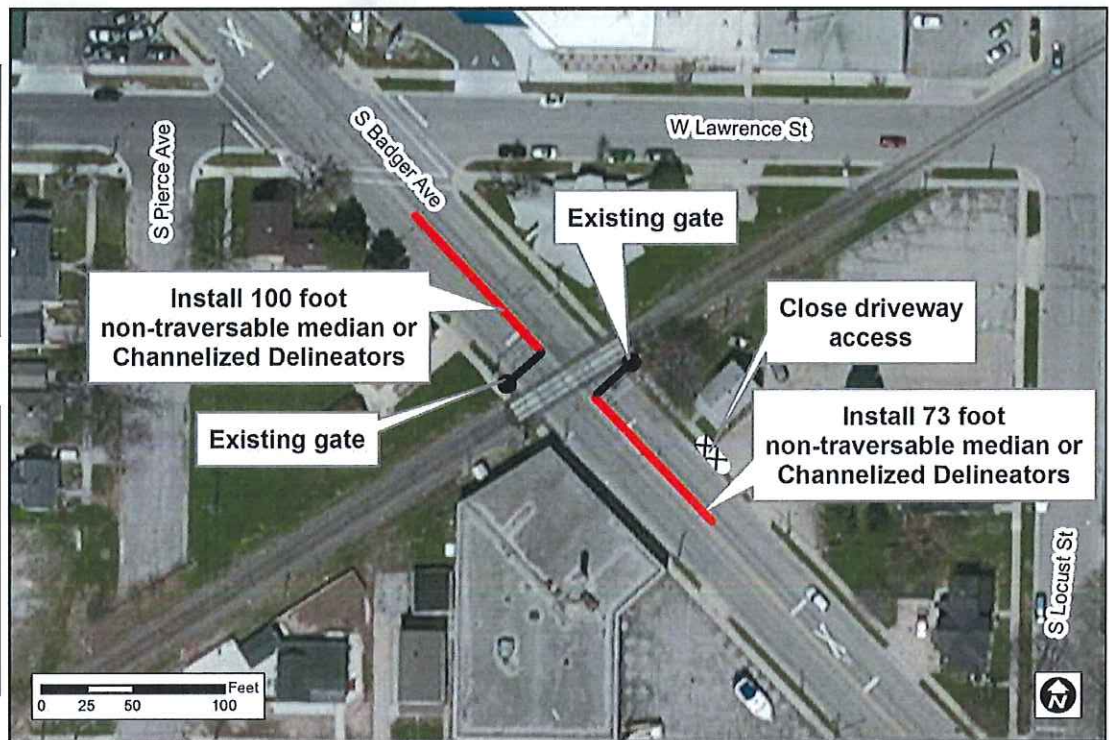 W Lawrence St
S Pierce Ave
S Badger Ave
Existing gate
Install 100 foot
non-traversable median or
Channelized Delineators
Close driveway
access
Existing gate
Install 73 foot
non-traversable median or
Channelized Delineators
S Locust St
Feet
0 25 50 100
N